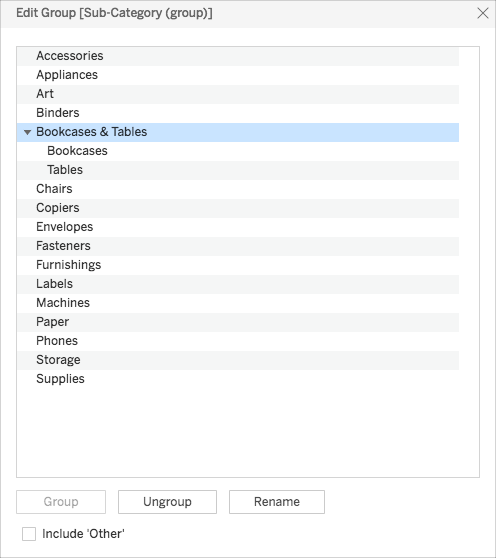 Edit Group [Sub-Category (group)]
Accessories
Appliances
Art
Binders
Bookcases & Tables
Bookcases
Tables
Chairs
Copiers
Envelopes
Fasteners
Furnishings
Labels
Machines
Paper
Phones
Storage
Supplies
Group Ungroup Rename
Include 'Other'